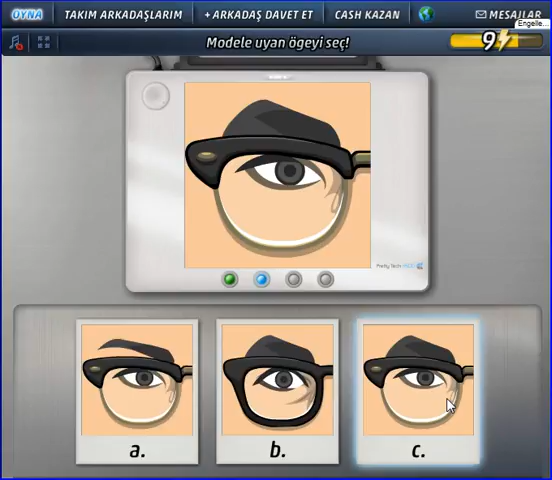 OYNA
TAKIM ARKADAŞLARIM
+ ARKADAŞ DAVET ET
CASH KAZAN
MESAJLAR
Engelle...
Modele uyan ögeyi seç!
9
a.
b.
c.